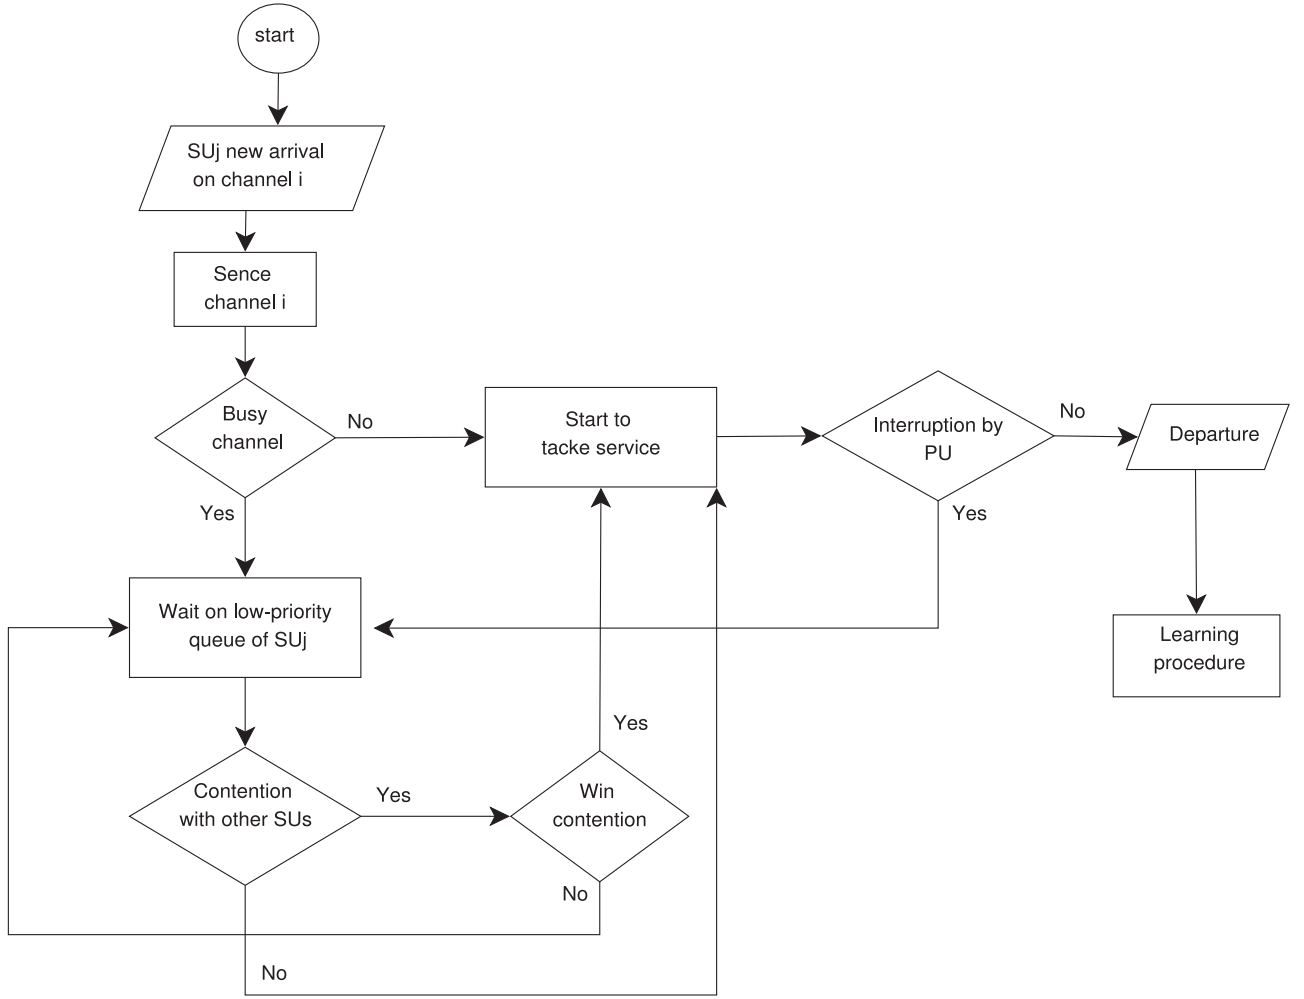 start
SUj new arrival
on channel i
Sence
channel i
Busy
channel
No
Yes
Start to
tacke service
Interruption by
PU
No
Yes
Departure
Learning
procedure
Wait on low-priority
queue of SUj
Contention
with other SUs
Yes
No
Win
contention
Yes
No